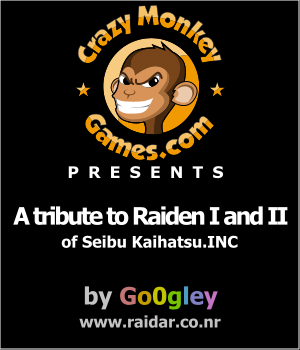 Crazy Monkey
Games.com
PRESENTS
A tribute to Raiden I and II
of Seibu Kaihatsu.INC
by Go0gley
www.raidar.co.nr